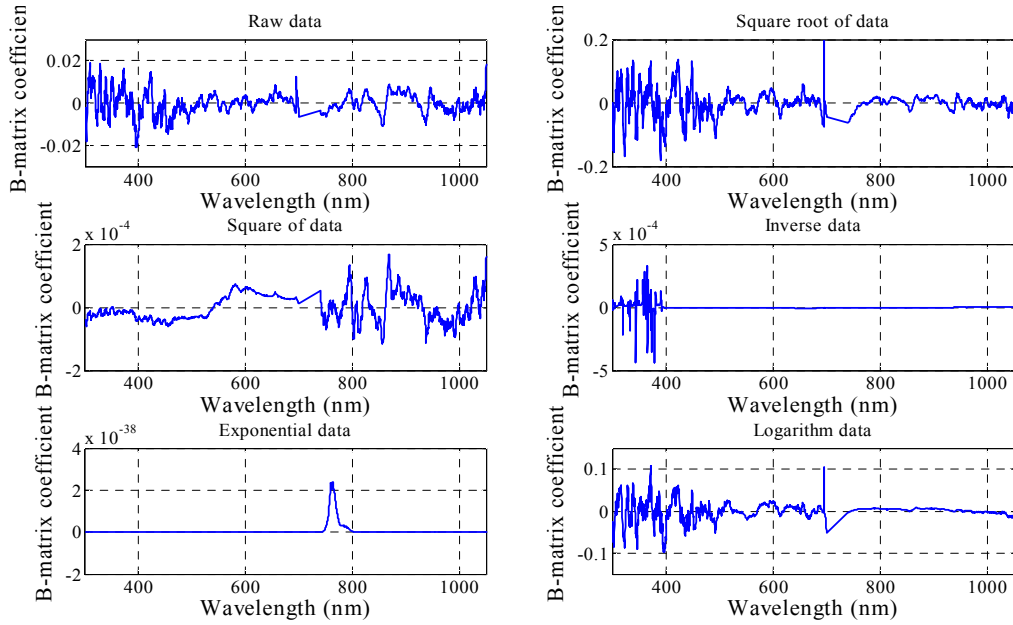 Raw data
B-matrix coefficien
0.02
0
-0.02
400
600
800
1000
Wavelength (nm)
Square root of data
B-matrix coefficien
0.2
0
-0.2
400
600
800
1000
Wavelength (nm)
Square of data
x 10-4
B-matrix coefficient
2
0
-2
400
600
800
1000
Wavelength (nm)
Inverse data
x 10-4
B-matrix coefficient
5
0
-5
400
600
800
1000
Wavelength (nm)
Exponential data
x 10-38
B-matrix coefficient
4
2
0
-2
400
600
800
1000
Wavelength (nm)
Logarithm data
B-matrix coefficient
0.1
0
-0.1
400
600
800
1000
Wavelength (nm)